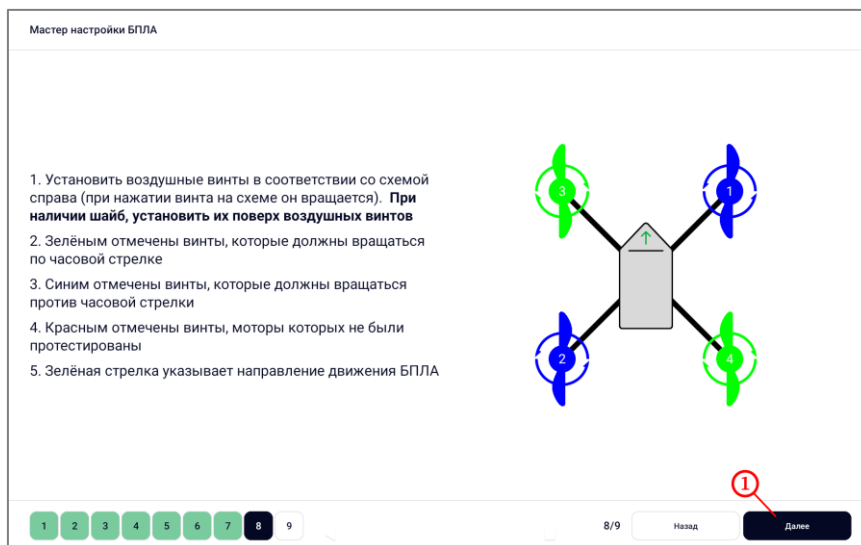 Мастер настройки БПЛА
1. Установить воздушные винты в соответствии со схемой
справа (при нажатии винта на схеме он вращается). При
наличии шайб, установить их поверх воздушных винтов
2. Зелёным отмечены винты, которые должны вращаться
по часовой стрелке
3. Синим отмечены винты, которые должны вращаться
против часовой стрелки
4. Красным отмечены винты, моторы которых не были
протестированы
5. Зелёная стрелка указывает направление движения БПЛА
3 1
2 4
1
1 2 3 4 5 6 7 8 9 8/9 Назад Далее